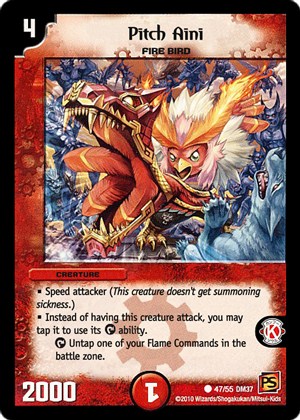 4
Pitch Aini
FIRE BIRD
CREATURE
▪ Speed attacker (This creature doesn't get summoning
sickness.)
▪ Instead of having this creature attack, you may
tap it to use its ability.
Untap one of your Flame Commands in the
battle zone.
2000
1
47/55 DM37
©2010 Wizards/Shogakukan/Mitsui-Kids
PS